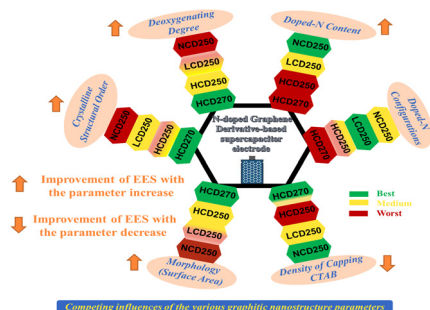 Deoxygenating
Degree
Doped-N Content
NCD250
LCD250
HCD250
HCD270
NCD250
LCD250
HCD250
HCD270
Crystalline
Structural Order
NCD250
LCD250
HCD250
HCD270
N-doped Graphene
Derivative-based
supercapacitor
electrode
HCD270
HCD250
LCD250
NCD250
Doped-N
Configurations
Improvement of EES with
the parameter increase
Improvement of EES with
the parameter decrease
HCD270
HCD250
LCD250
NCD250
Morphology
(Surface Area)
HCD270
HCD250
LCD250
NCD250
Density of Capping
CTAB
Best
Medium
Worst
Competing influences of the various graphitic nanostructure parameters